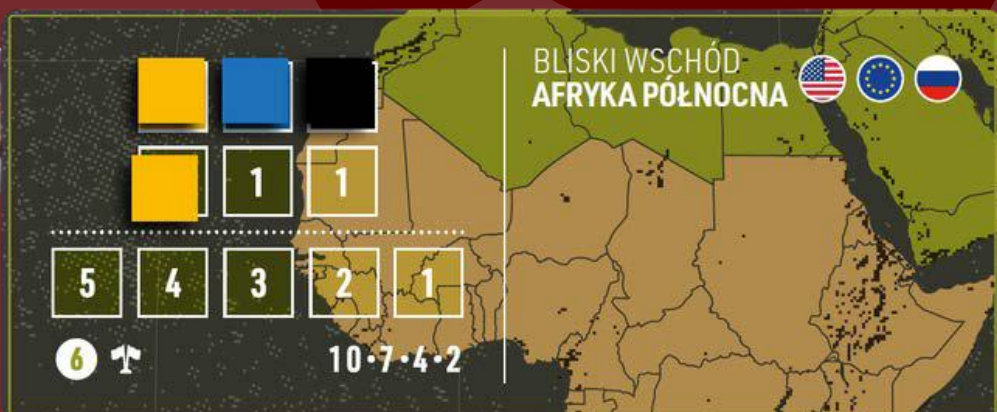 BLISKI WSCHÓD
AFRYKA PÓŁNOCNA
1 1
5 4 3 2 1
6 10•7•4•2